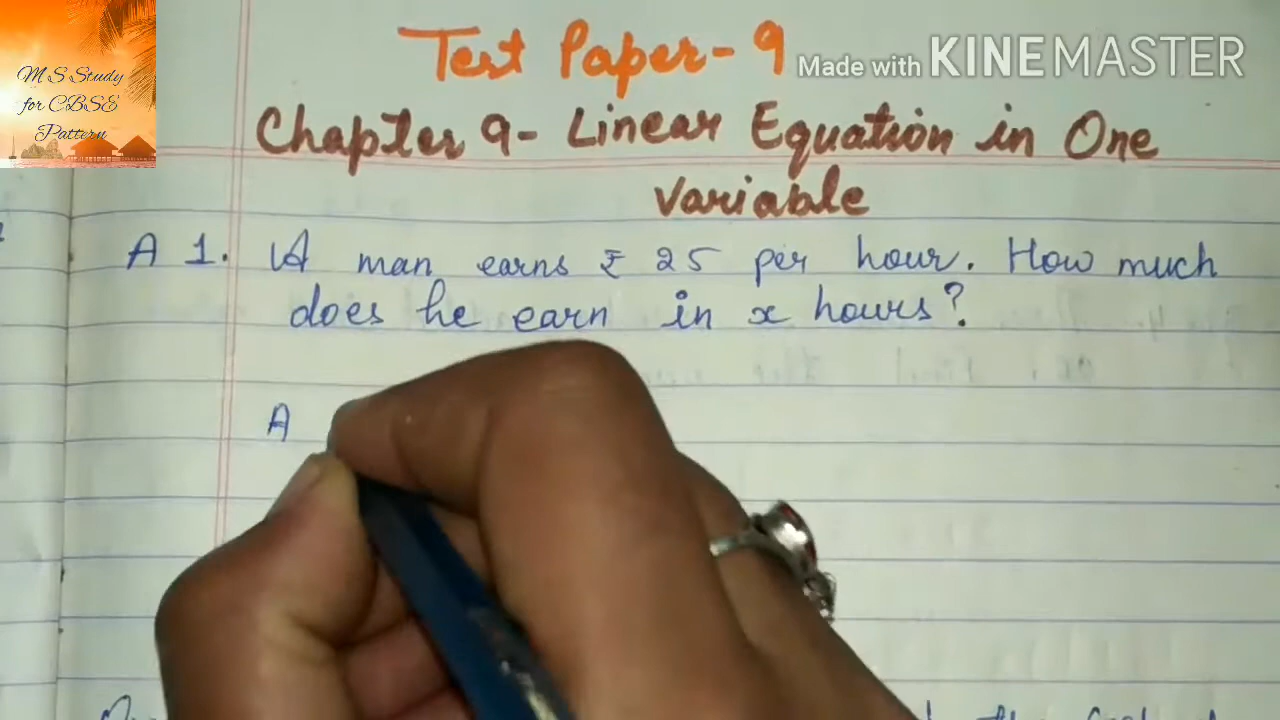 M S Study
for CBSE
Pattern
Made with KINEMASTER
Test Paper-9
Chapter 9- Linear Equation in One
Variable
A 1. A man earns ₹ 25 per hour. How much
does he earn in x hours?
A